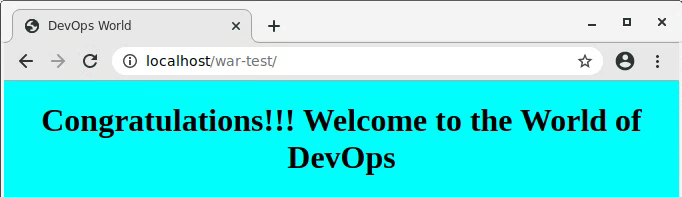 DevOps World
localhost/war-test/
Congratulations!!! Welcome to the World of
DevOps